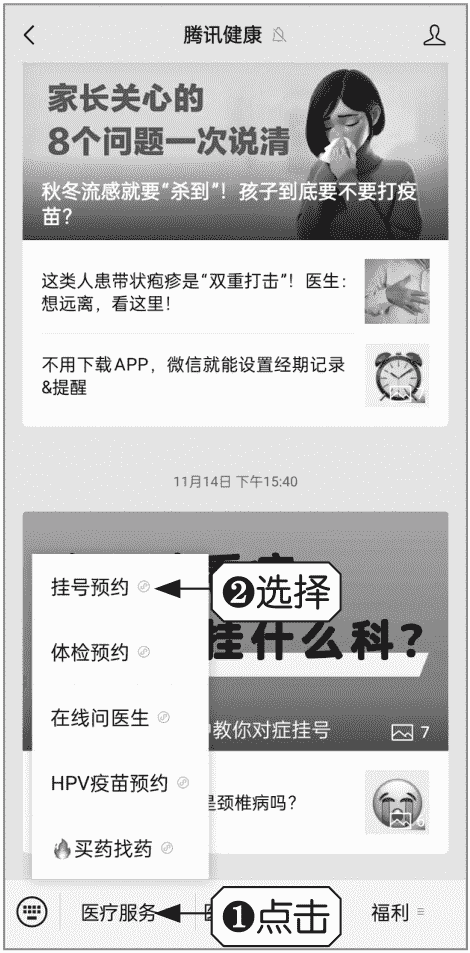 腾讯健康
家长关心的
8个问题一次说清
秋冬流感就要“杀到”！孩子到底要不要打疫
苗？
这类人患带状疱疹是“双重打击”！医生：
想远离，看这里！
不用下载APP，微信就能设置经期记录
&提醒
11月14日 下午15:40
挂什么科？
教你对症挂号
7
是颈椎病吗？
挂号预约
❷选择
体检预约
在线问医生
HPV疫苗预约
买药找药
医疗服务
❶点击
福利